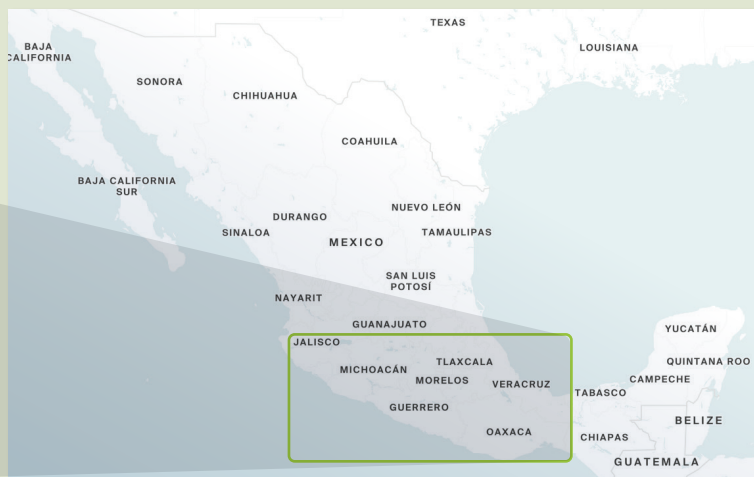 TEXAS
BAJA
CALIFORNIA
LOUISIANA
SONORA
CHIHUAHUA
COAHUILA
BAJA CALIFORNIA
SUR
NUEVO LEÓN
DURANGO
SINALOA
TAMAULIPAS
MEXICO
SAN LUIS
POTOSÍ
NAYARIT
GUANAJUATO
YUCATÁN
JALISCO
TLAXCALA
QUINTANA ROO
MICHOACÁN
MORELOS
CAMPECHE
VERACRUZ
TABASCO
GUERRERO
BELIZE
OAXACA
CHIAPAS
GUATEMALA